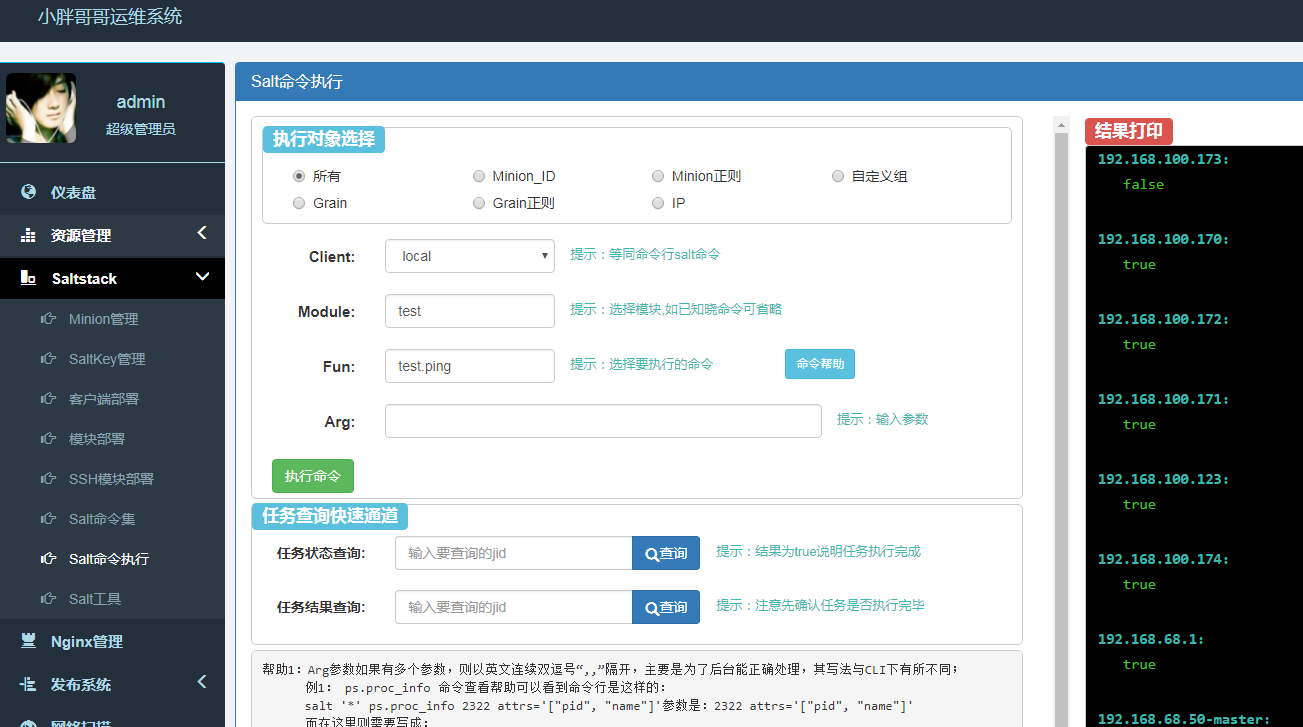 小胖哥哥运维系统
admin
超级管理员
仪表盘
资源管理
Saltstack
Minion管理
SaltKey管理
客户端部署
模块部署
SSH模块部署
Salt命令集
Salt命令执行
Salt工具
Nginx管理
发布系统
网络扫描
Salt命令执行
执行对象选择
所有 Minion_ID Minion正则 自定义组
Grain Grain正则 IP
Client: local 提示：等同命令行salt命令
Module: test 提示：选择模块,如已知晓命令可省略
Fun: test.ping 提示：选择要执行的命令 命令帮助
Arg: 提示：输入参数
执行命令
任务查询快速通道
任务状态查询: 输入要查询的jid 查询 提示：结果为true说明任务执行完成
任务结果查询: 输入要查询的jid 查询 提示：注意先确认任务是否执行完毕
帮助1：Arg参数如果有多个参数，则以英文连续双逗号“,,”隔开，主要是为了后台能正确处理，其写法与CLI下有所不同；
例1： ps.proc_info 命令查看帮助可以看到命令行是这样的：
salt '*' ps.proc_info 2322 attrs='["pid", "name"]'参数是：2322 attrs='["pid", "name"]'
而在这里则需要写成：
结果打印
192.168.100.173:
false
192.168.100.170:
true
192.168.100.172:
true
192.168.100.171:
true
192.168.100.123:
true
192.168.100.174:
true
192.168.68.1:
true
192.168.68.50-master: